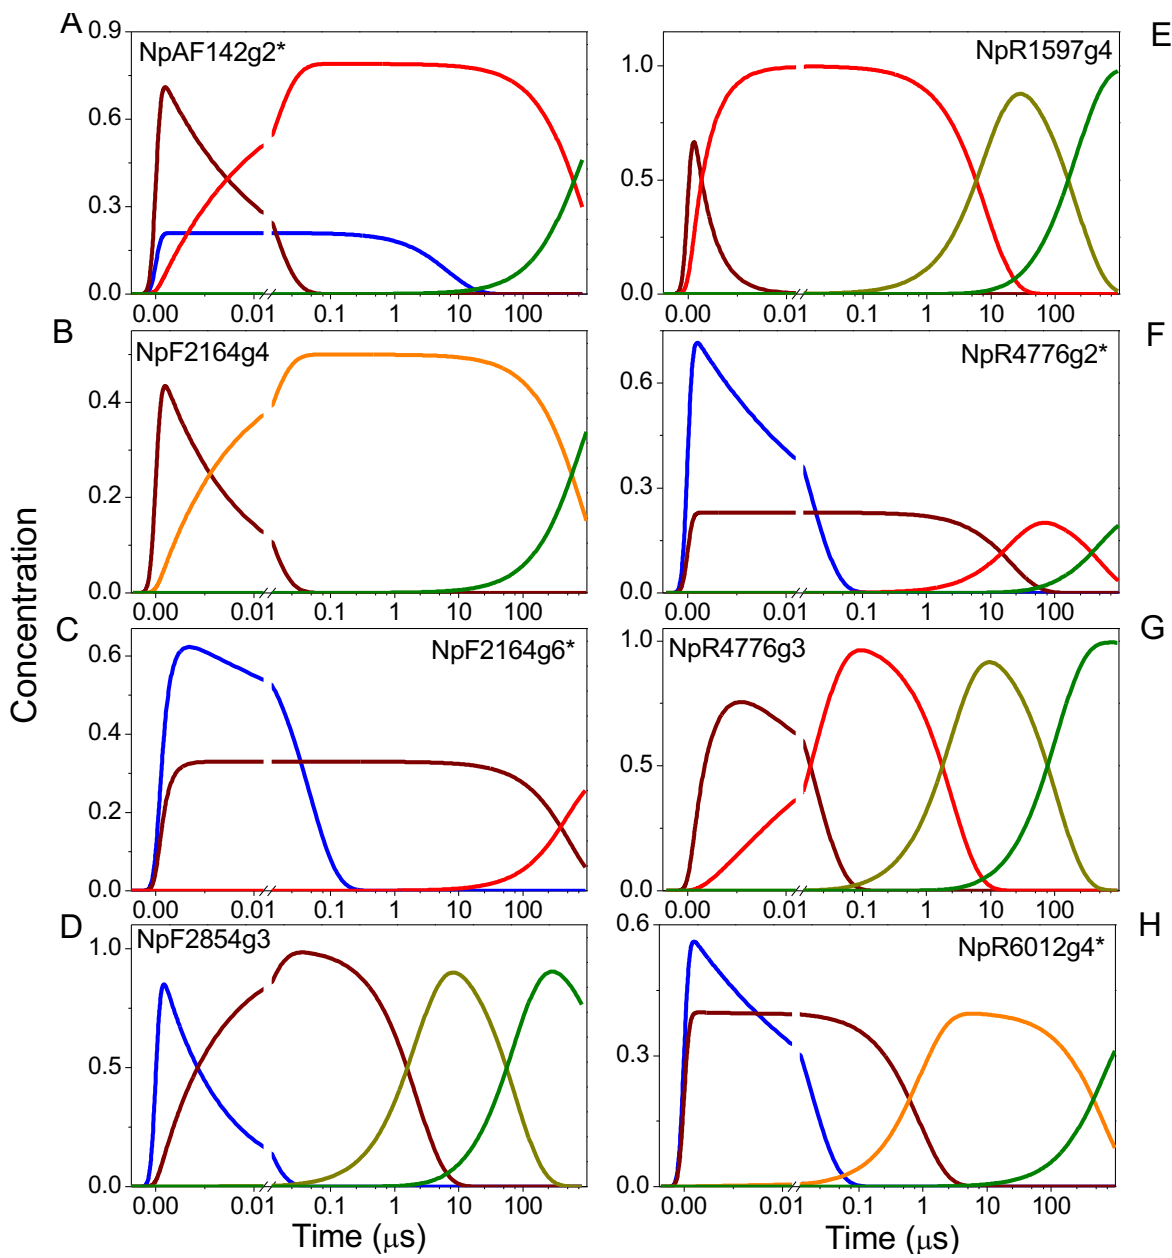 A
NpAF142g2*
0.9
0.6
0.3
0.0
0.00 0.01 0.1 1 10 100
B
NpF2164g4
0.4
0.2
0.0
0.00 0.01 0.1 1 10 100
C
NpF2164g6*
0.6
0.4
0.2
0.0
0.00 0.01 0.1 1 10 100
D
NpF2854g3
1.0
0.5
0.0
0.00 0.01 0.1 1 10 100
Time (μs)
Concentration
E
NpR1597g4
1.0
0.5
0.0
0.00 0.01 0.1 1 10 100
F
NpR4776g2*
0.6
0.3
0.0
0.00 0.01 0.1 1 10 100
G
NpR4776g3
1.0
0.5
0.0
0.00 0.01 0.1 1 10 100
H
NpR6012g4*
0.6
0.3
0.0
0.00 0.01 0.1 1 10 100
Time (μs)